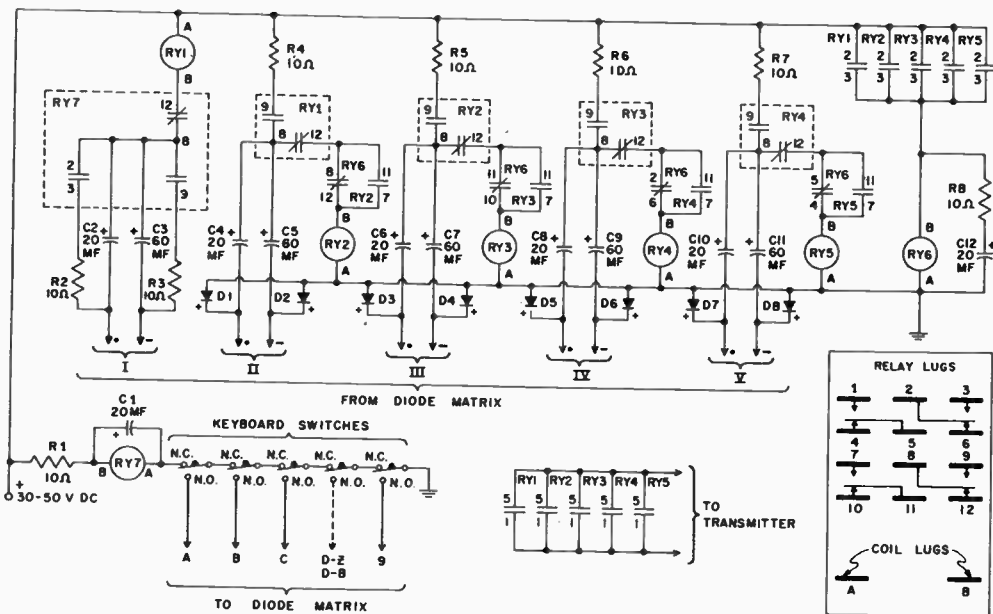 A
RY1
B
RY7
12
8
2
3
9
C2
20
MF
+
C3
60
MF
+
R2
10Ω
R3
10Ω
•
–
I
R4
10Ω
9
RY1
8
12
8
12
RY6
RY2
11
7
B
RY2
A
C4
20
MF
+
C5
60
MF
+
D1
+
D2
+
•
–
II
R5
10Ω
9
RY2
8
12
11
10
RY6
RY3
11
7
B
RY3
A
C6
20
MF
+
C7
60
MF
+
D3
+
D4
+
•
–
III
R6
10Ω
9
RY3
8
12
2
6
RY6
RY4
11
7
B
RY4
A
C8
20
MF
+
C9
60
MF
+
D5
+
D6
+
•
–
IV
R7
10Ω
9
RY4
8
12
5
4
RY6
RY5
11
7
B
RY5
A
C10
20
MF
+
C11
60
MF
+
D7
+
D8
+
•
–
V
RY1 RY2 RY3 RY4 RY5
2 2 2 2 2
3 3 3 3 3
B
RY6
A
R8
10Ω
C12
20
MF
+
FROM DIODE MATRIX
C1
20MF
+
R1
10Ω
B RY7 A
+
30-50 V DC
KEYBOARD SWITCHES
N.C. N.C. N.C. N.C. N.C.
N.O. N.O. N.O. N.O. N.O.
A B C D-Z 9
D-8
TO DIODE MATRIX
RY1 RY2 RY3 RY4 RY5
5 5 5 5 5
1 1 1 1 1
TO
TRANSMITTER
RELAY LUGS
1 2 3
4 5 6
7 8 9
10 11 12
COIL LUGS
A B